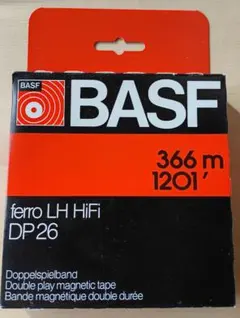 BASF
BASF
366 m
1201'
ferro LH HiFi
DP 26
Doppelspielband
Double play magnetic tape
Bande magnétique double durée